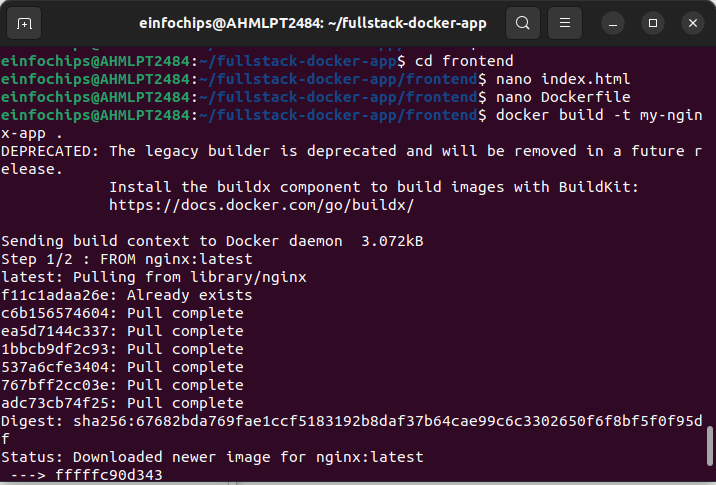 einfochips@AHMLPT2484: ~/fullstack-docker-app
einfochips@AHMLPT2484:~/fullstack-docker-app$ cd frontend
einfochips@AHMLPT2484:~/fullstack-docker-app/frontend$ nano index.html
einfochips@AHMLPT2484:~/fullstack-docker-app/frontend$ nano Dockerfile
einfochips@AHMLPT2484:~/fullstack-docker-app/frontend$ docker build -t my-ngin
x-app .
DEPRECATED: The legacy builder is deprecated and will be removed in a future r
elease.
            Install the buildx component to build images with BuildKit:
            https://docs.docker.com/go/buildx/

Sending build context to Docker daemon  3.072kB
Step 1/2 : FROM nginx:latest
latest: Pulling from library/nginx
f11c1adaa26e: Already exists
c6b156574604: Pull complete
ea5d7144c337: Pull complete
1bbcb9df2c93: Pull complete
537a6cfe3404: Pull complete
767bff2cc03e: Pull complete
adc73cb74f25: Pull complete
Digest: sha256:67682bda769fae1ccf5183192b8daf37b64cae99c6c3302650f6f8bf5f0f95d
f
Status: Downloaded newer image for nginx:latest
 ---> fffffc90d343